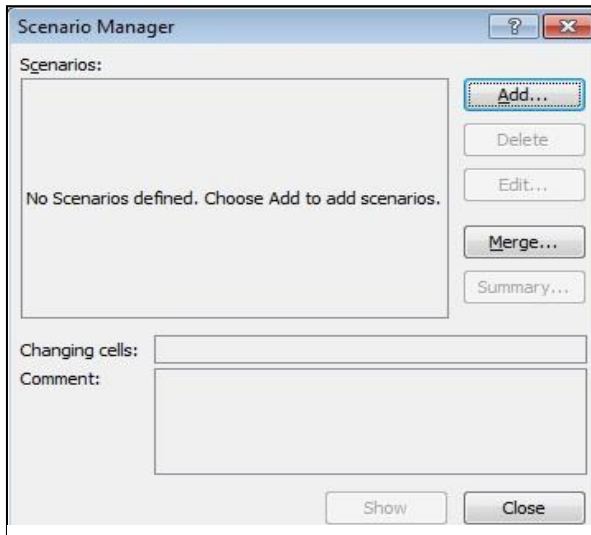 Scenario Manager
?
Scenarios:
Add...
Delete
Edit...
No Scenarios defined. Choose Add to add scenarios.
Merge...
Summary...
Changing cells:
Comment:
Show
Close